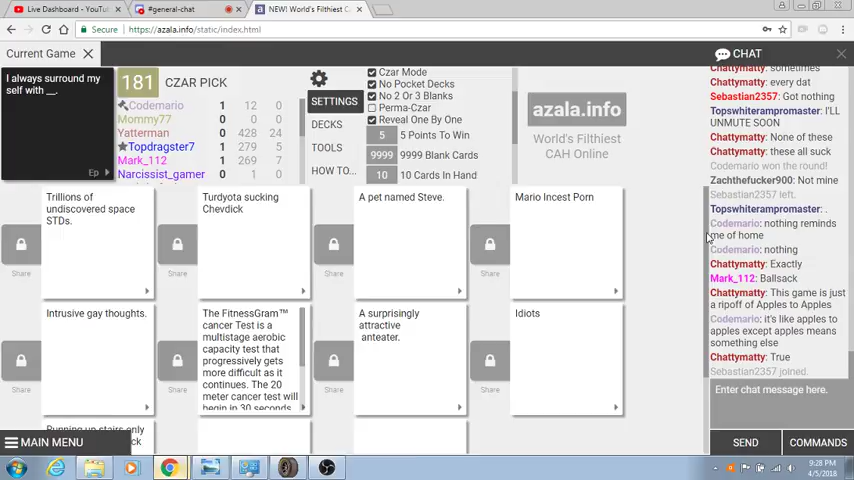 Live Dashboard - YouTu
#general-chat
NEW! World's Filthiest C
Secure
https://azala.info/static/index.html
Current Game
CHAT
I always surround my
self with __.
Ep
181
CZAR PICK
Codemario 1 12 0
Mommy77 0 0 0
Yatterman 0 428 24
Topdragster7 1 279 5
Mark_112 1 269 7
Narcissist_gamer 0 1 0
SETTINGS
DECKS
TOOLS
HOW TO...
Czar Mode
No Pocket Decks
No 2 Or 3 Blanks
Perma-Czar
Reveal One By One
5 5 Points To Win
9999 9999 Blank Cards
10 10 Cards In Hand
azala.info
World's Filthiest
CAH Online
Share
Trillions of
undiscovered space
STDs.
Share
Turdyota sucking
Chevdick
Share
A pet named Steve.
Share
Mario Incest Porn
Share
Intrusive gay thoughts.
Share
The FitnessGram™
cancer Test is a
multistage aerobic
capacity test that
progressively gets
more difficult as it
continues. The 20
meter cancer test will
begin in 30 seconds.
Share
A surprisingly
attractive
anteater.
Share
Idiots
Running up stairs only
MAIN MENU
Chattymatty: sometimes
Chattymatty: every dat
Sebastian2357: Got nothing
Topswhiterampromaster: I'LL
UNMUTE SOON
Chattymatty: None of these
Chattymatty: these all suck
Codemario won the round!
Zachthefucker900: Not mine
Sebastian2357 left.
Topswhiterampromaster: .
Codemario: nothing reminds
me of home
Codemario: nothing
Chattymatty: Exactly
Mark_112: Ballsack
Chattymatty: This game is just
a ripoff of Apples to Apples
Codemario: it's like apples to
apples except apples means
something else
Chattymatty: True
Sebastian2357 joined.
Enter chat message here.
SEND
COMMANDS
9:28 PM
4/5/2018